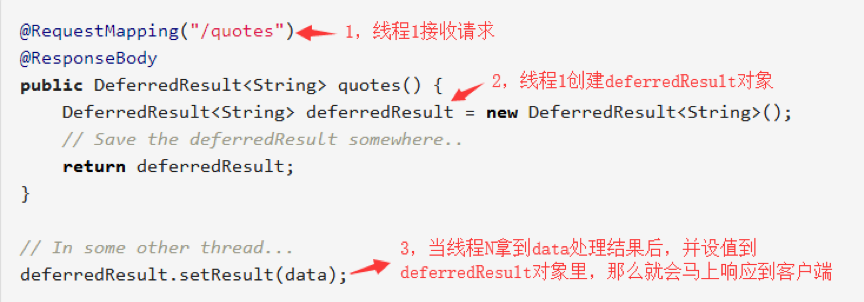 @RequestMapping("/quotes") 1，线程1接收请求
@ResponseBody
public DeferredResult<String> quotes() { 2，线程1创建deferredResult对象
DeferredResult<String> deferredResult = new DeferredResult<String>();
// Save the deferredResult somewhere..
return deferredResult;
}
// In some other thread...
deferredResult.setResult(data); 3，当线程N拿到data处理结果后，并设值到
deferredResult对象里，那么就会马上响应到客户端